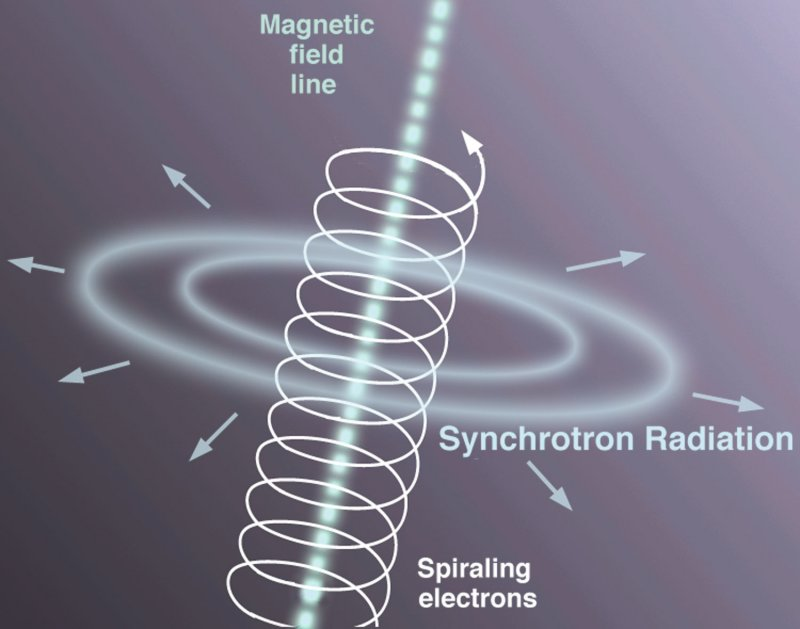 Magnetic
field
line
Synchrotron Radiation
Spiraling
electrons